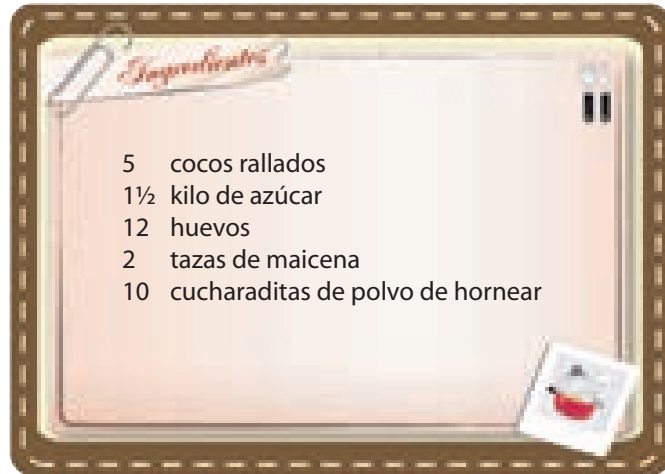 Ingredientes
5 cocos rallados
1½ kilo de azúcar
12 huevos
2 tazas de maicena
10 cucharaditas de polvo de hornear